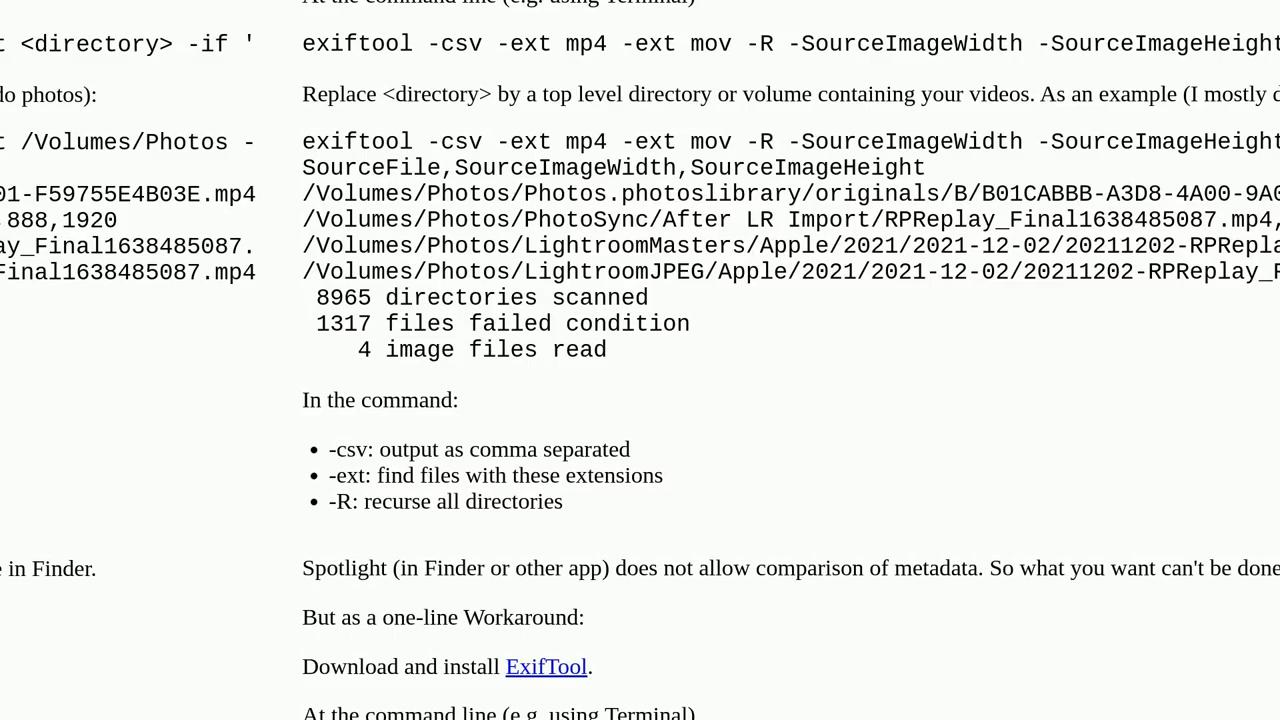 At the command line (e.g. using Terminal)
t <directory> -if '
exiftool -csv -ext mp4 -ext mov -R -SourceImageWidth -SourceImageHeight
do photos):
Replace <directory> by a top level directory or volume containing your videos. As an example (I mostly d
t /Volumes/Photos -
exiftool -csv -ext mp4 -ext mov -R -SourceImageWidth -SourceImageHeight
SourceFile,SourceImageWidth,SourceImageHeight
01-F59755E4B03E.mp4
/Volumes/Photos/Photos.photoslibrary/originals/B/B01CABBB-A3D8-4A00-9A0
,888,1920
/Volumes/Photos/PhotoSync/After LR Import/RPReplay_Final1638485087.mp4,
ay_Final1638485087.
/Volumes/Photos/LightroomMasters/Apple/2021/2021-12-02/20211202-RPRepla
Final1638485087.mp4
/Volumes/Photos/LightroomJPEG/Apple/2021/2021-12-02/20211202-RPReplay_F
8965 directories scanned
1317 files failed condition
4 image files read
In the command:
• -csv: output as comma separated
• -ext: find files with these extensions
• -R: recurse all directories
e in Finder.
Spotlight (in Finder or other app) does not allow comparison of metadata. So what you want can't be done
But as a one-line Workaround:
Download and install ExifTool.
At the command line (e.g. using Terminal)